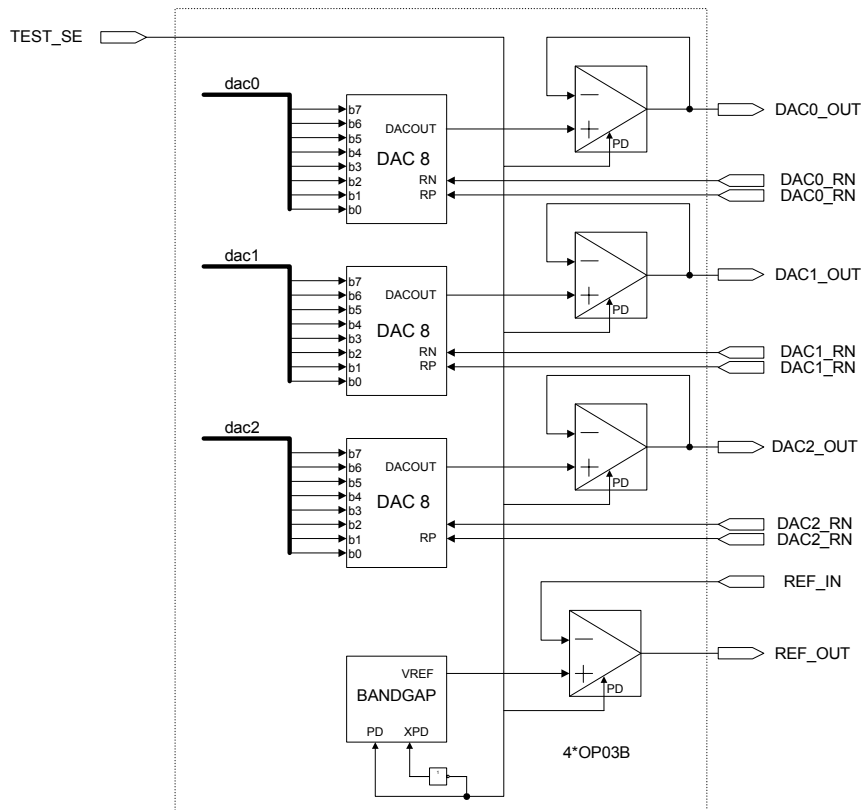 TEST_SE
dac0
b7
b6
b5
b4
b3
b2
b1
b0
DACOUT
DAC 8
RN
RP
PD
DAC0_OUT
DAC0_RN
DAC0_RN
dac1
b7
b6
b5
b4
b3
b2
b1
b0
DACOUT
DAC 8
RN
RP
PD
DAC1_OUT
DAC1_RN
DAC1_RN
dac2
b7
b6
b5
b4
b3
b2
b1
b0
DACOUT
DAC 8
RP
PD
DAC2_OUT
DAC2_RN
DAC2_RN
REF_IN
VREF
BANDGAP
PD XPD
PD
REF_OUT
4*OP03B